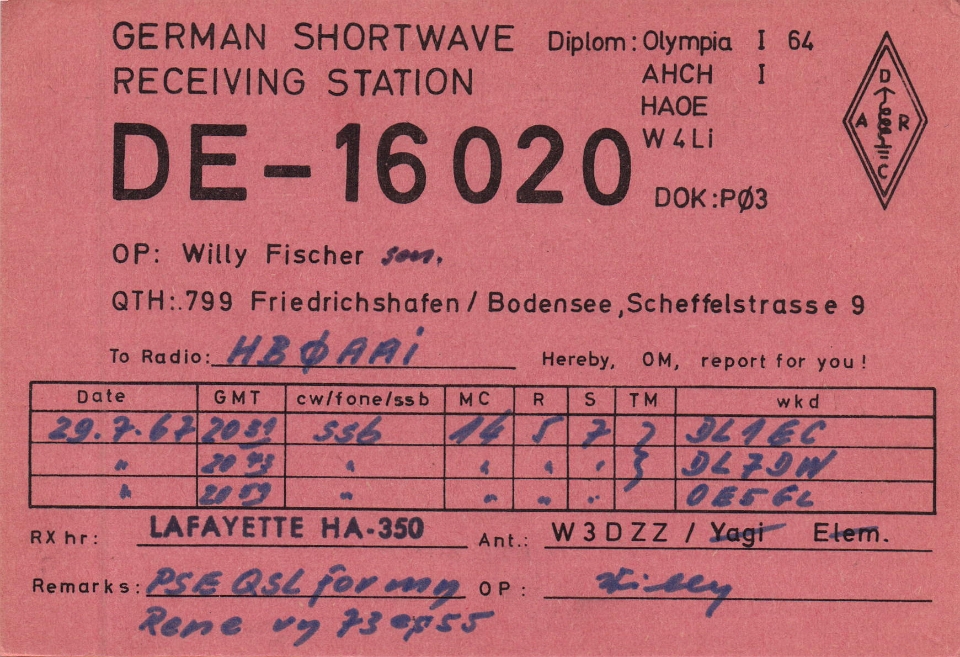 GERMAN SHORTWAVE
RECEIVING STATION
Diplom: Olympia I 64
AHCH I
HAOE
W4Li
DE-16020
DOK: PØ3
D
A R
C
OP: Willy Fischer sen.
QTH:.799 Friedrichshafen / Bodensee, Scheffelstrasse 9
To Radio: HBØAAi Hereby, OM, report for you!
Date GMT cw/fone/ssb MC R S TM wkd
29.7.67 2031 ssb 14 5 7 } DL1EC
" " " " " } DL7DW
" 2059 " " " " OE5GL
RX hr: LAFAYETTE HA-350 Ant.: W3DZZ / Yagi Elem.
Remarks: PSE QSL for my OP: Willy
Rene vy 73 es 55